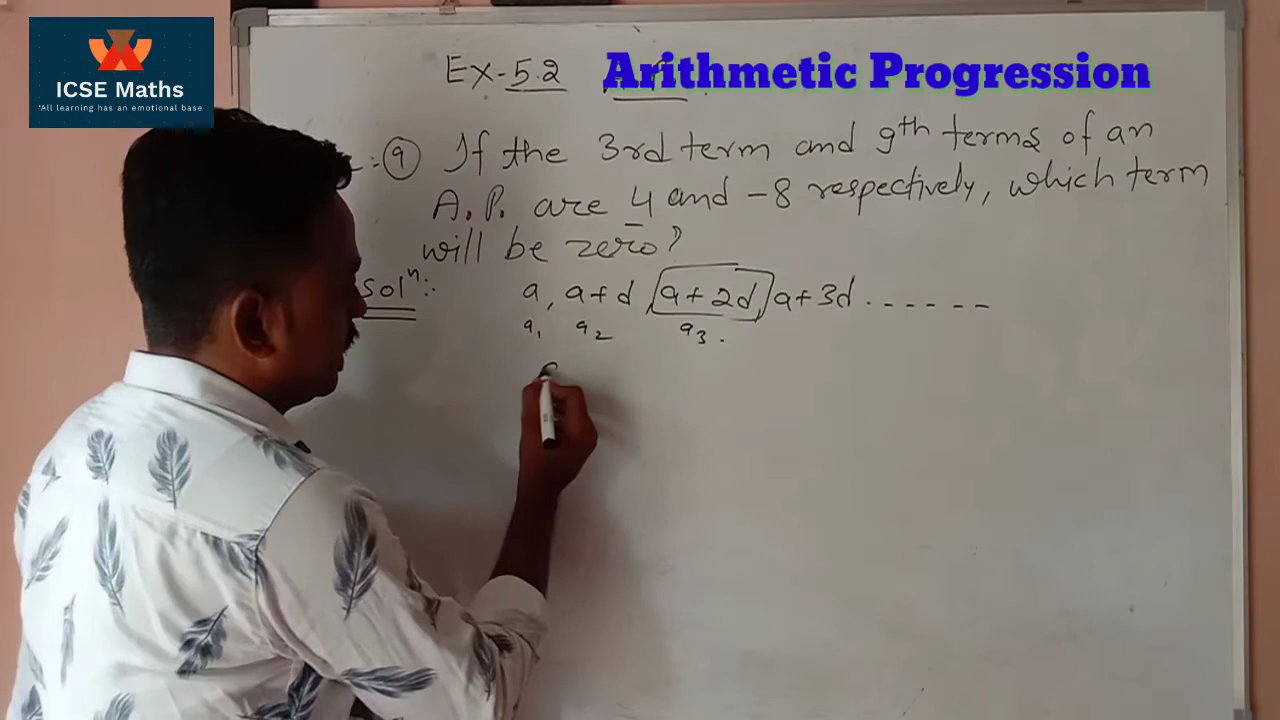 ICSE Maths
"All learning has an emotional base
Ex-5.2 Arithmetic Progression
9 If the 3rd term and 9th terms of an
A.P. are 4 and -8 respectively, which term
will be zero?
Solⁿ:
a, a+d, a+2d, a+3d ------
a₁ a₂ a₃.